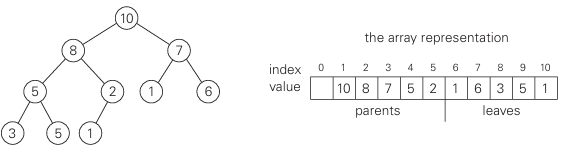 10
8 7
5 2 1 6
3 5 1
the array representation
index 0 1 2 3 4 5 6 7 8 9 10
value 10 8 7 5 2 1 6 3 5 1
parents leaves